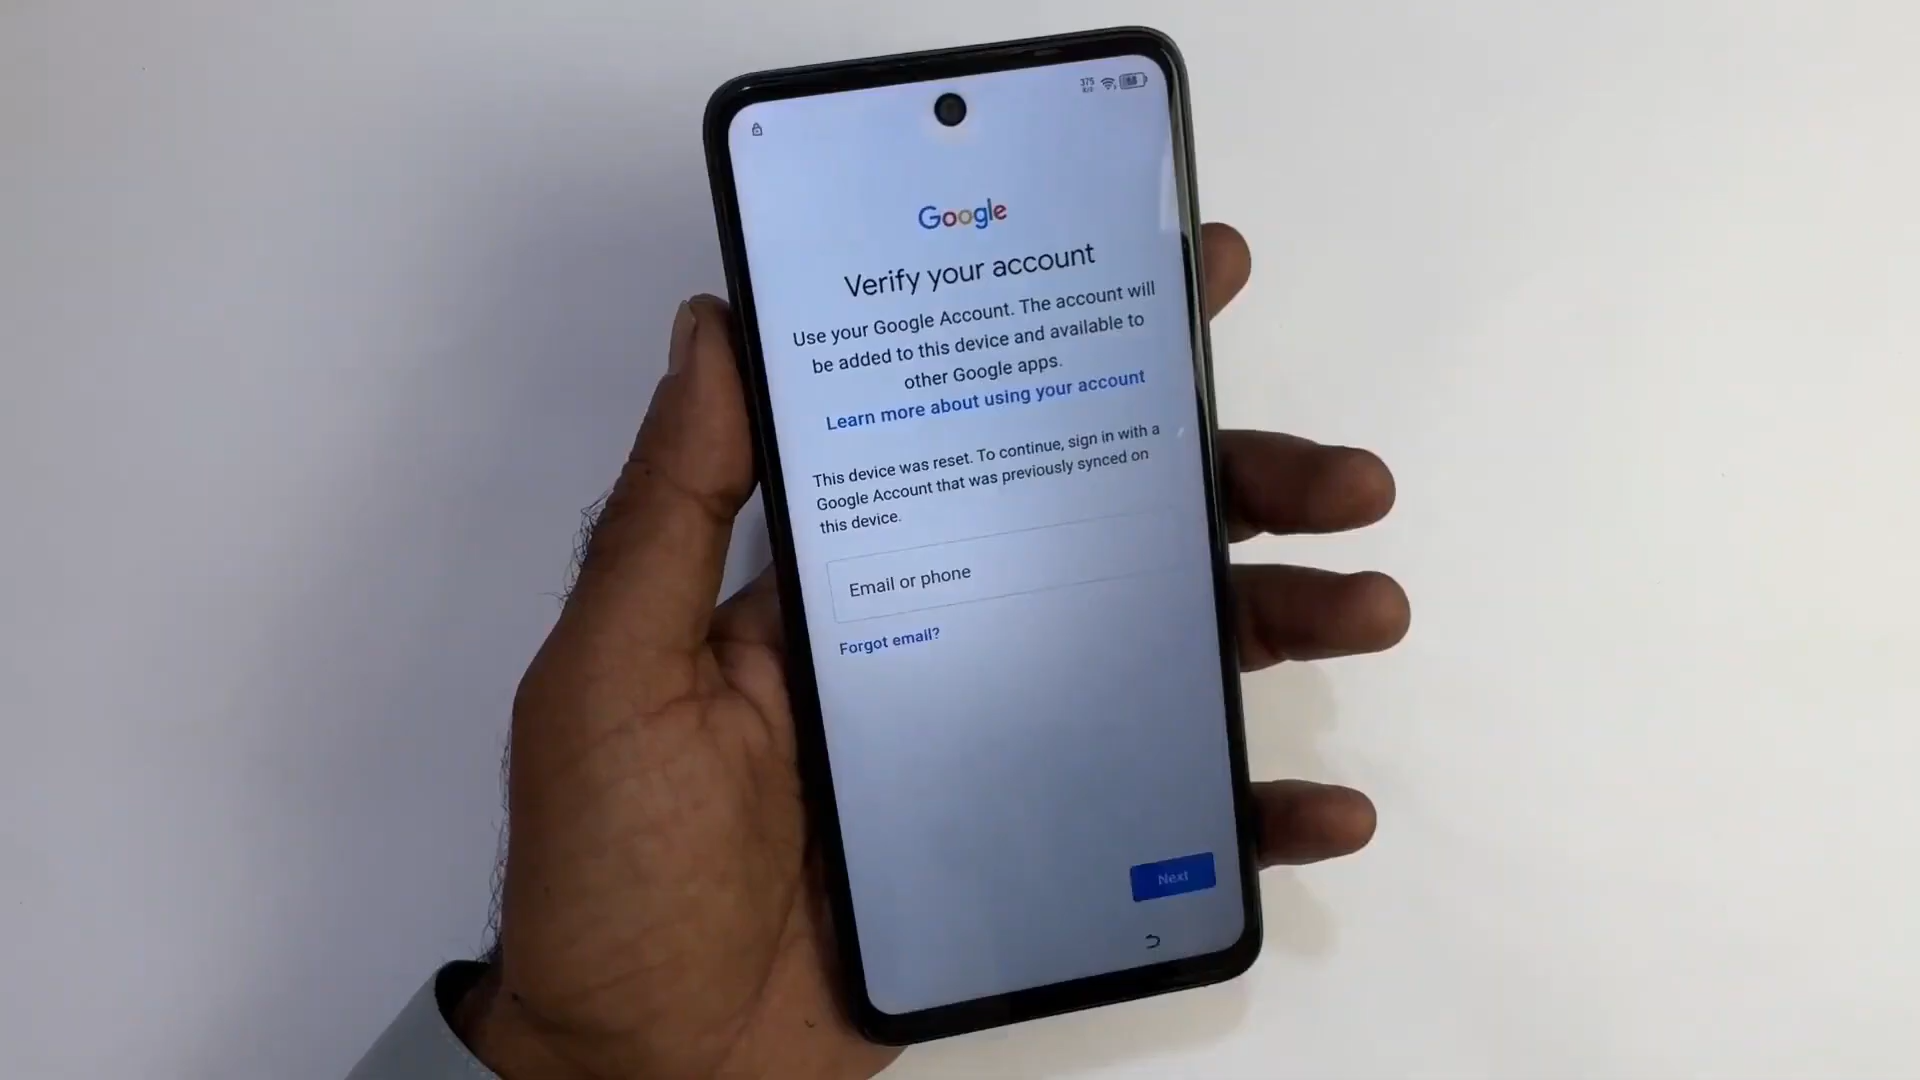 375
Google
Verify your account
Use your Google Account. The account will
be added to this device and available to
other Google apps.
Learn more about using your account
This device was reset. To continue, sign in with a
Google Account that was previously synced on
this device.
Email or phone
Forgot email?
Next